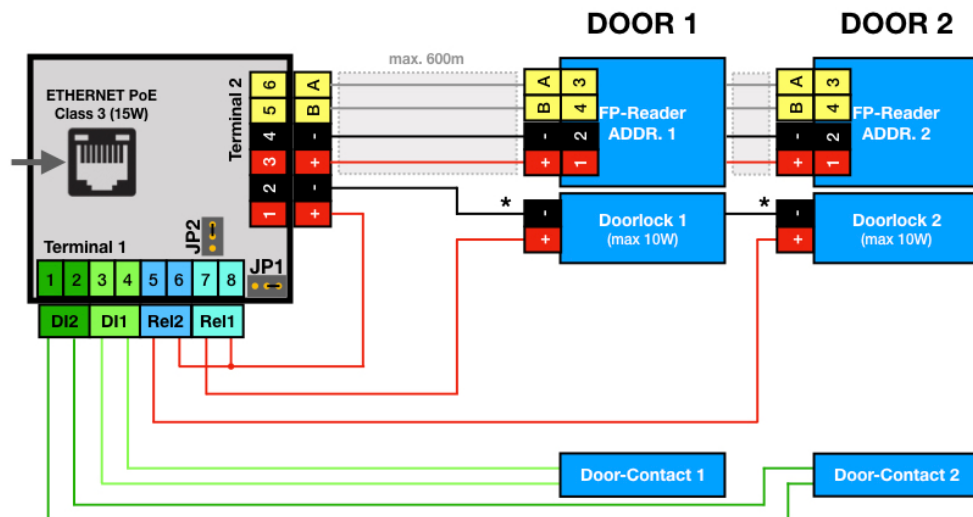 DOOR 1
DOOR 2
max. 600m
ETHERNET PoE
Class 3 (15W)
Terminal 2
6 A
5 B
4 -
3 +
2 -
1 +
A 3
B 4
- 2
+ 1
FP-Reader
ADDR. 1
A 3
B 4
- 2
+ 1
FP-Reader
ADDR. 2
*
-
+
Doorlock 1
(max 10W)
*
-
+
Doorlock 2
(max 10W)
JP2
Terminal 1
JP1
1 2 3 4 5 6 7 8
DI2 DI1 Rel2 Rel1
Door-Contact 1
Door-Contact 2